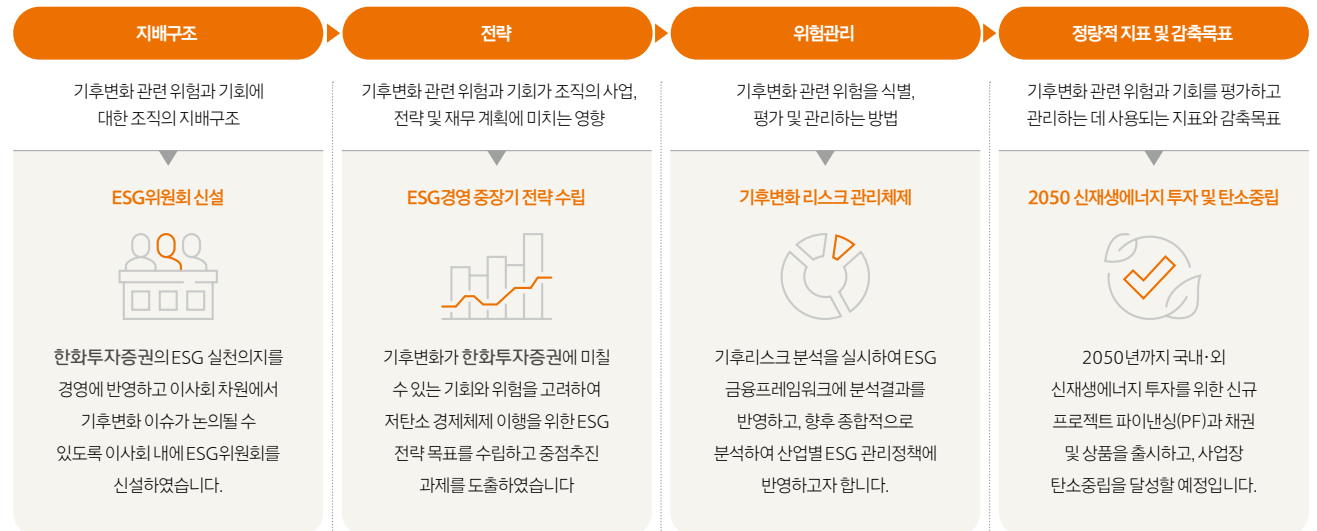 지배구조
기후변화 관련 위험과 기회에
대한 조직의 지배구조
ESG위원회 신설
한화투자증권의 ESG 실천의지를
경영에 반영하고 이사회 차원에서
기후변화 이슈가 논의될 수
있도록 이사회 내에 ESG위원회를
신설하였습니다.
전략
기후변화 관련 위험과 기회가 조직의 사업,
전략 및 재무 계획에 미치는 영향
ESG경영 중장기 전략 수립
기후변화가 한화투자증권에 미칠
수 있는 기회와 위험을 고려하여
저탄소 경제체제 이행을 위한 ESG
전략 목표를 수립하고 중점추진
과제를 도출하였습니다
위험관리
기후변화 관련 위험을 식별,
평가 및 관리하는 방법
기후변화 리스크 관리체제
기후리스크 분석을 실시하여 ESG
금융프레임워크에 분석결과를
반영하고, 향후 종합적으로
분석하여 산업별 ESG 관리정책에
반영하고자 합니다.
정량적 지표 및 감축목표
기후변화 관련 위험과 기회를 평가하고
관리하는 데 사용되는 지표와 감축목표
2050 신재생에너지 투자 및 탄소중립
2050년까지 국내·외
신재생에너지 투자를 위한 신규
프로젝트 파이낸싱(PF)과 채권
및 상품을 출시하고, 사업장
탄소중립을 달성할 예정입니다.